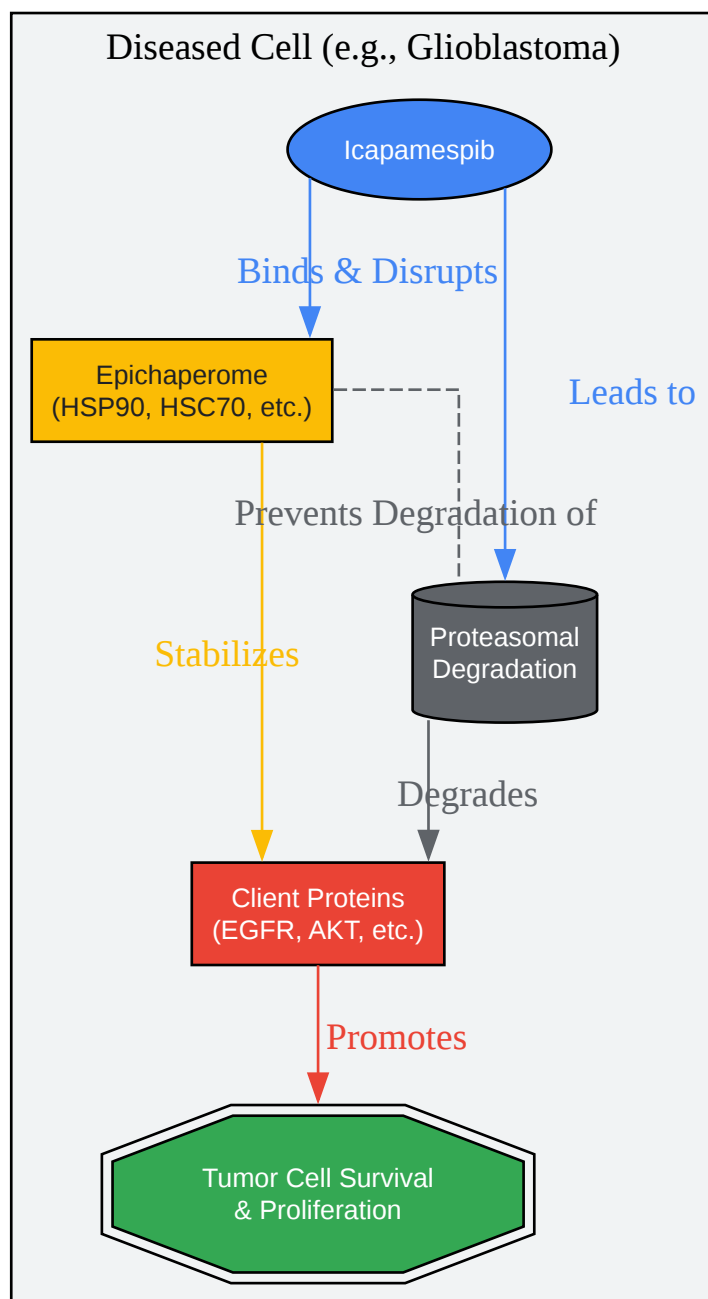 Diseased Cell (e.g., Glioblastoma)
Icapamespib
Binds & Disrupts
Epichaperome
(HSP90, HSC70, etc.)
Leads to
Prevents Degradation of
Stabilizes
Proteasomal
Degradation
Degrades
Client Proteins
(EGFR, AKT, etc.)
Promotes
Tumor Cell Survival
& Proliferation